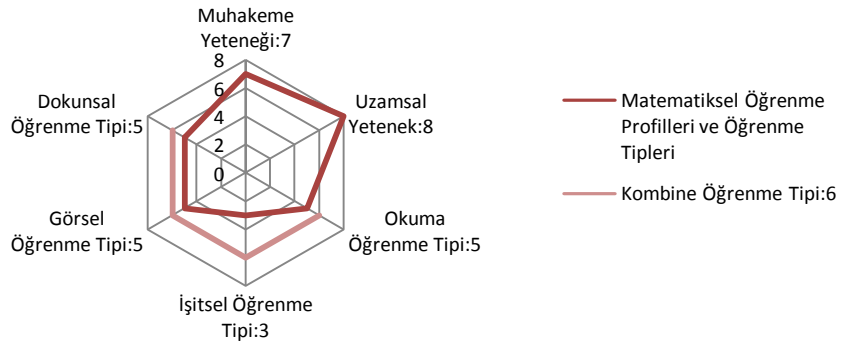 Muhakeme
Yeteneği:7
8
6
4
2
0
Uzamsal
Yetenek:8
Okuma
Öğrenme Tipi:5
İşitsel Öğrenme
Tipi:3
Görsel
Öğrenme Tipi:5
Dokunsal
Öğrenme Tipi:5
Matematiksel Öğrenme
Profilleri ve Öğrenme
Tipleri
Kombine Öğrenme Tipi:6